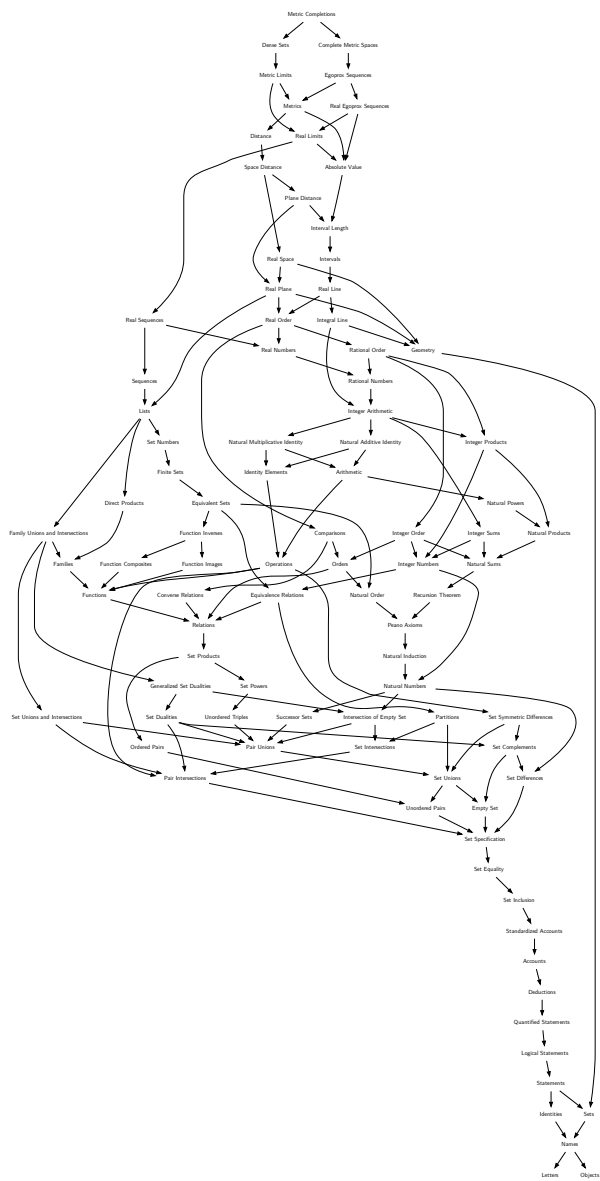 Metric Completions
Dense Sets Complete Metric Spaces
Metric Limits Egoprox Sequences
Metrics Real Egoprox Sequences
Distance Real Limits
Space Distance Absolute Value
Plane Distance
Interval Length
Real Space Intervals
Real Plane Real Line
Real Sequences Real Order Integral Line
Real Numbers Rational Order Geometry
Sequences Rational Numbers
Lists Integer Arithmetic
Set Numbers Natural Multiplicative Identity Natural Additive Identity Integer Products
Finite Sets Identity Elements Arithmetic
Direct Products Equivalent Sets Natural Powers
Family Unions and Intersections Function Inverses Comparisons Integer Order Integer Sums Natural Products
Families Function Composites Function Images Operations Orders Integer Numbers Natural Sums
Functions Converse Relations Equivalence Relations Natural Order Recursion Theorem
Relations Peano Axioms
Set Products Natural Induction
Generalized Set Dualities Set Powers Natural Numbers
Set Unions and Intersections Set Dualities Unordered Triples Successor Sets Intersection of Empty Set Partitions Set Symmetric Differences
Ordered Pairs Pair Unions Set Intersections Set Complements
Pair Intersections Set Unions Set Differences
Unordered Pairs Empty Set
Set Specification
Set Equality
Set Inclusion
Standardized Accounts
Accounts
Deductions
Quantified Statements
Logical Statements
Statements
Identities Sets
Names
Letters Objects